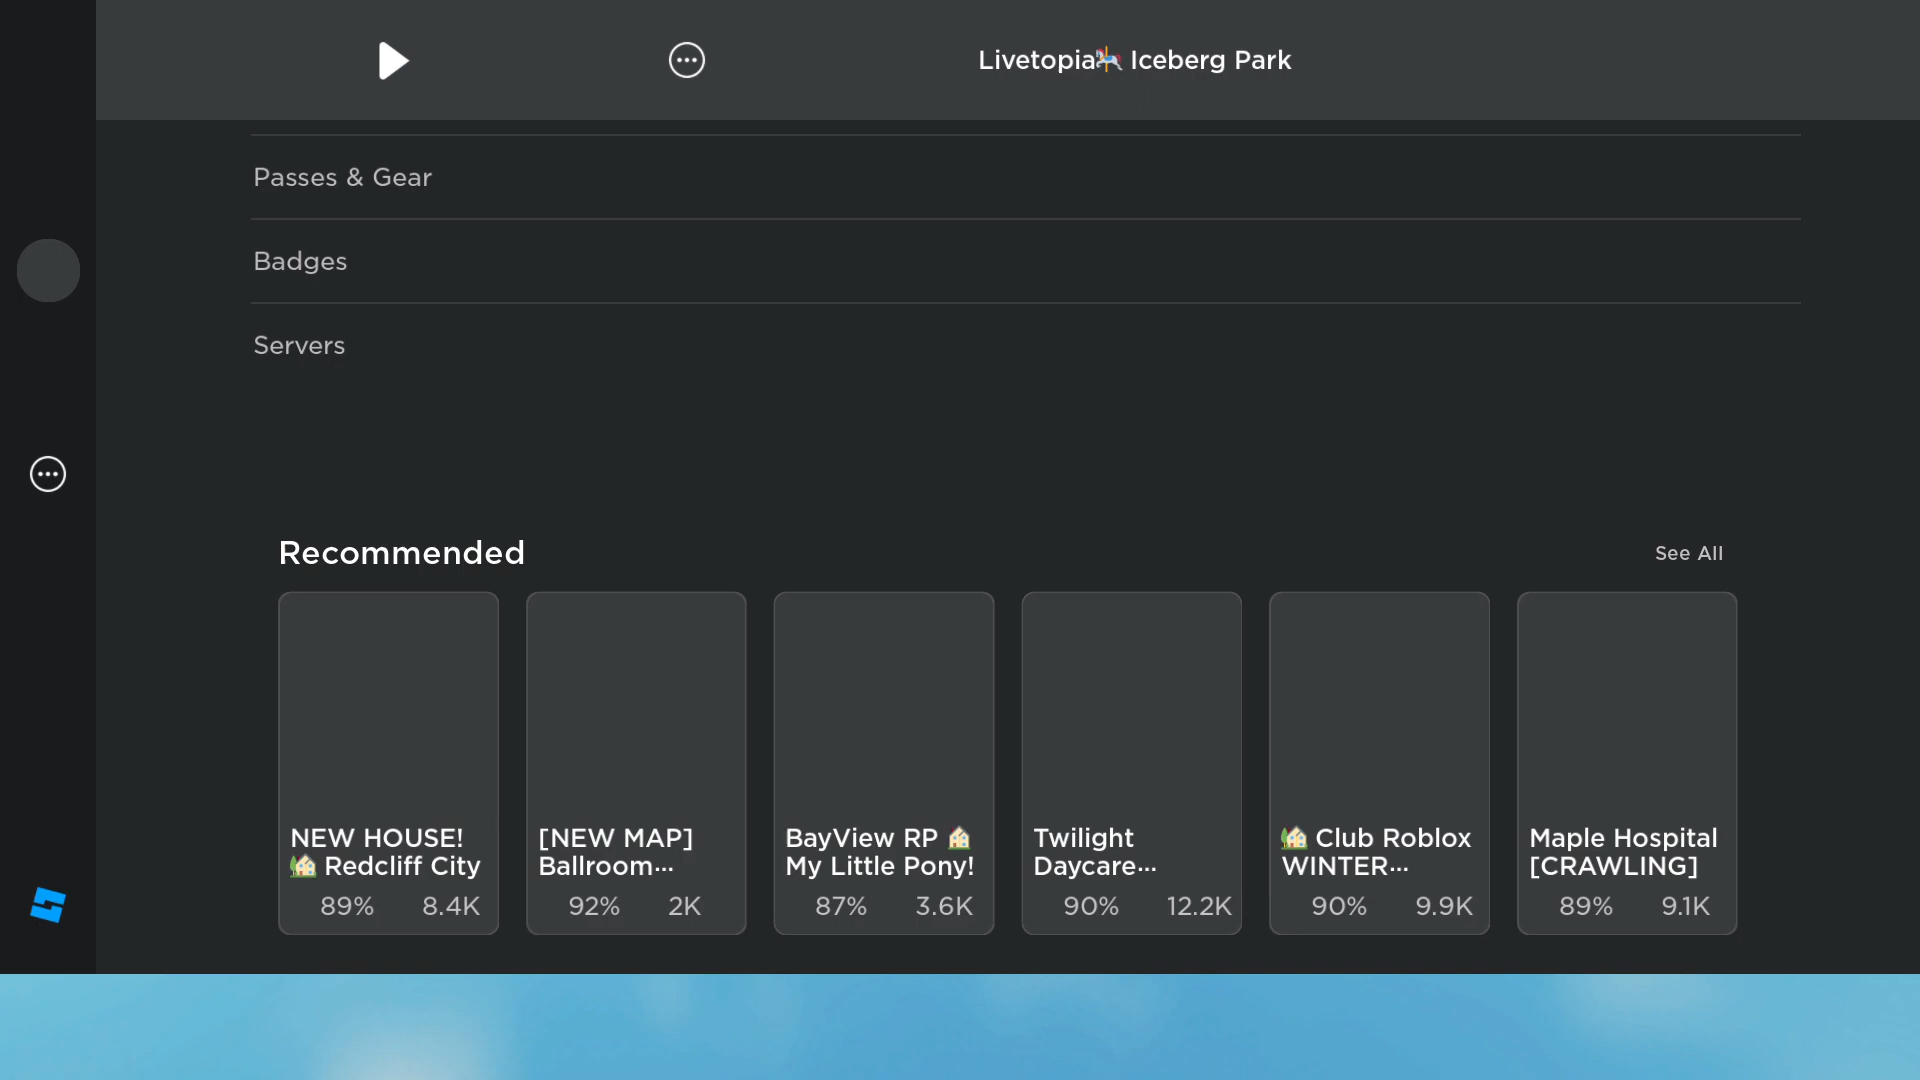 Livetopia🎠 Iceberg Park
Passes & Gear
Badges
Servers
Recommended
See All
NEW HOUSE!
🏡 Redcliff City
89% 8.4K
[NEW MAP]
Ballroom...
92% 2K
BayView RP 🏠
My Little Pony!
87% 3.6K
Twilight
Daycare...
90% 12.2K
🏡 Club Roblox
WINTER...
90% 9.9K
Maple Hospital
[CRAWLING]
89% 9.1K